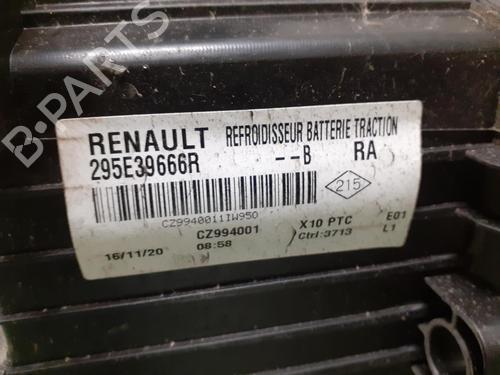 B-PARTS
RENAULT REFROIDISSEUR BATTERIE TRACTION
295E39666R --B RA
215
CZ9940011IW950
CZ994001 X10 PTC E01
16/11/20 08:58 Ctrl:3713 L1